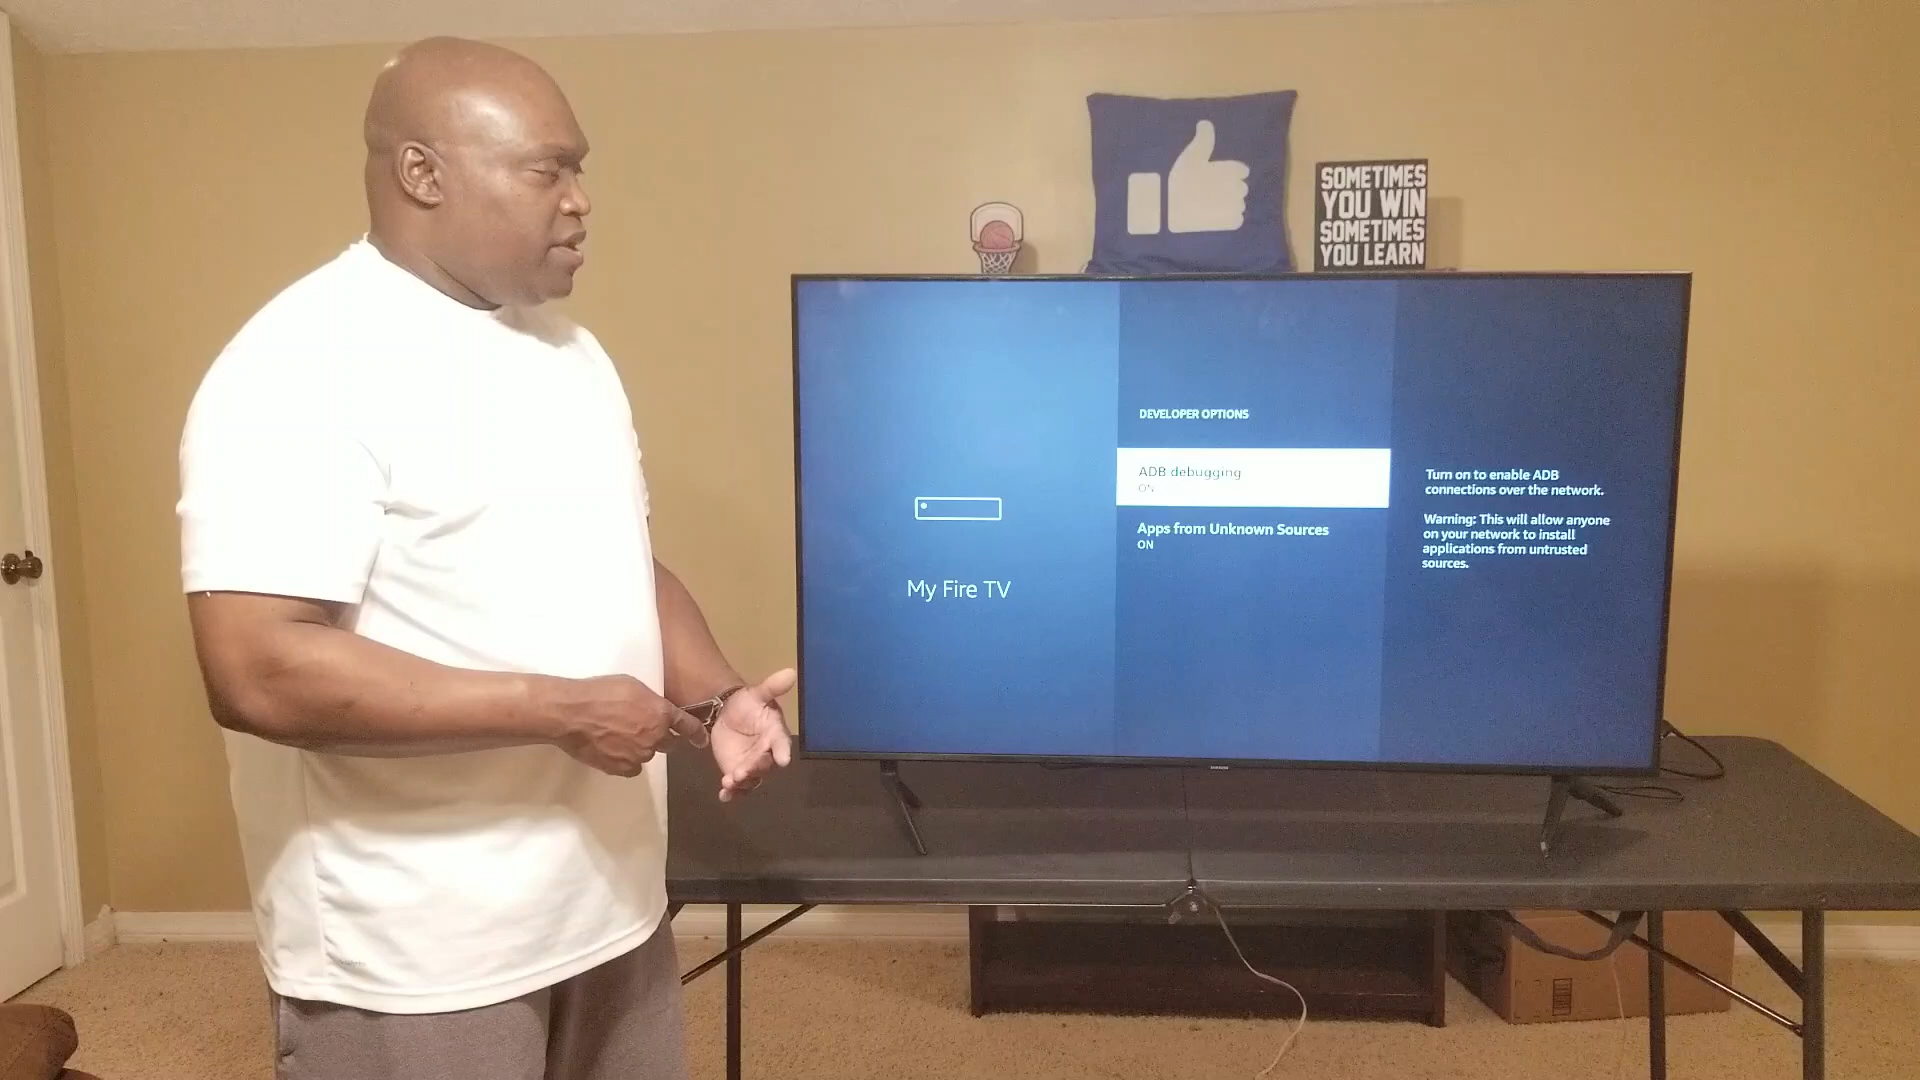 SOMETIMES
YOU WIN
SOMETIMES
YOU LEARN
DEVELOPER OPTIONS
ADB debugging
ON
Apps from Unknown Sources
ON
My Fire TV
Turn on to enable ADB
connections over the network.
Warning: This will allow anyone
on your network to install
applications from untrusted
sources.
SAMSUNG